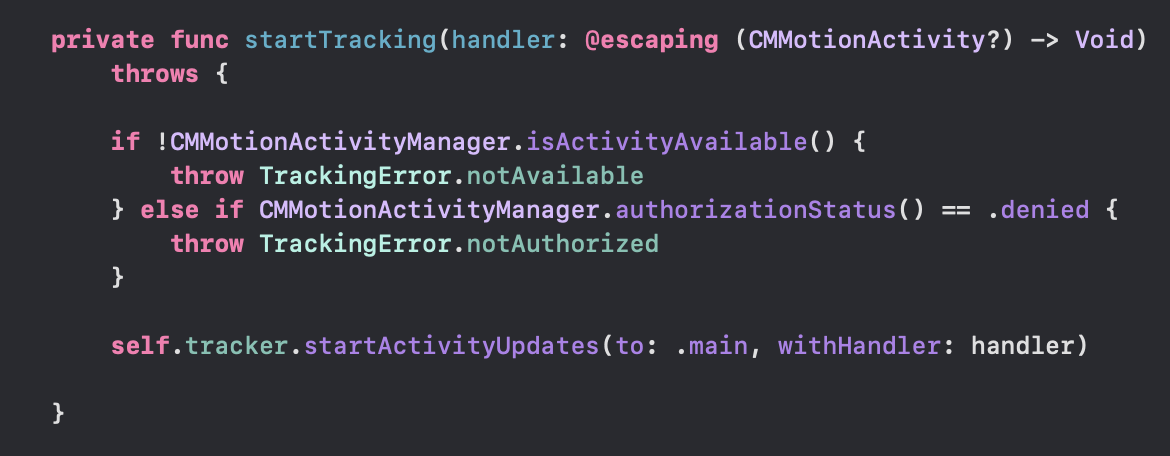 private func startTracking(handler: @escaping (CMMotionActivity?) -> Void)
    throws {

    if !CMMotionActivityManager.isActivityAvailable() {
        throw TrackingError.notAvailable
    } else if CMMotionActivityManager.authorizationStatus() == .denied {
        throw TrackingError.notAuthorized
    }

    self.tracker.startActivityUpdates(to: .main, withHandler: handler)

}